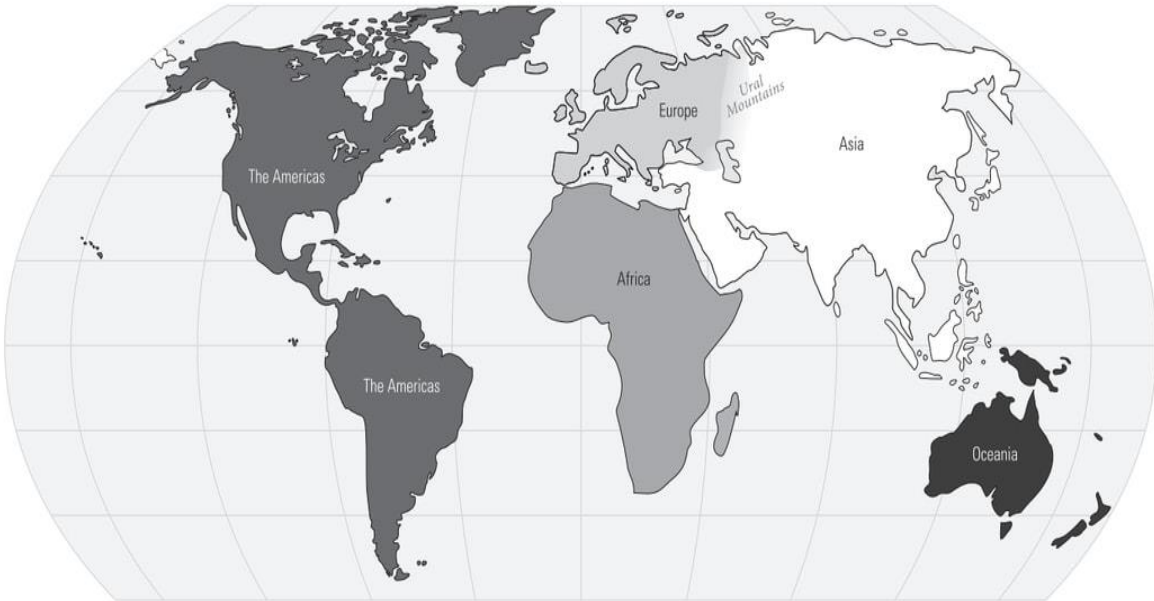 Ural
Mountains
Europe
Asia
The Americas
Africa
The Americas
Oceania